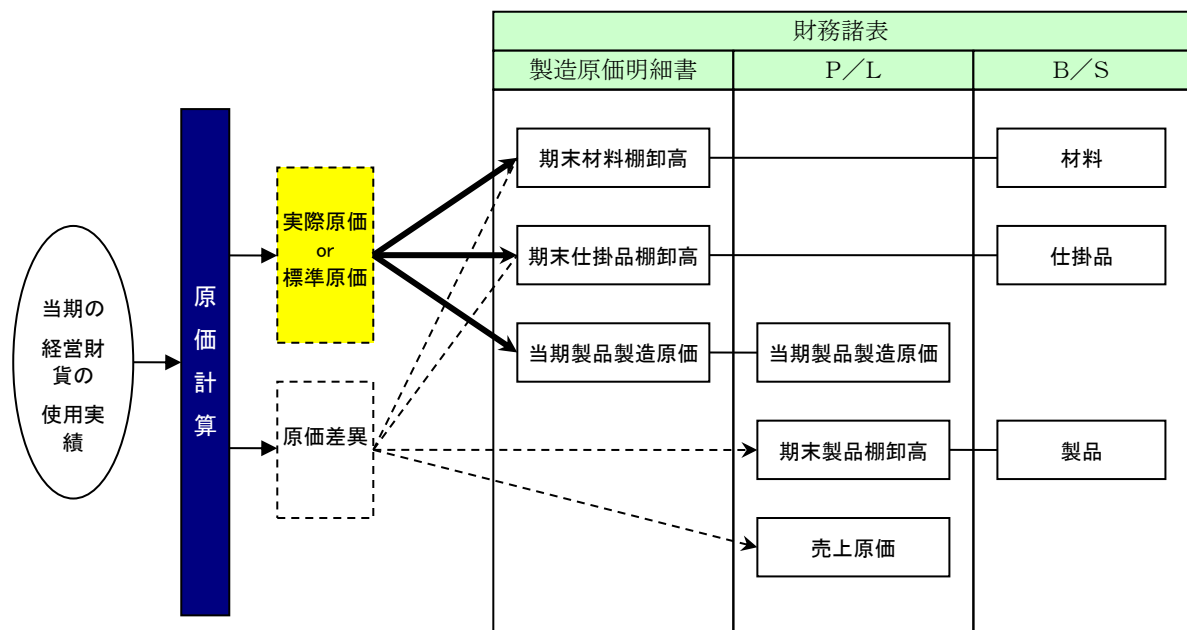 財務諸表
製造原価明細書
P／L
B／S
期末材料棚卸高
材料
実際原価
or
標準原価
期末仕掛品棚卸高
仕掛品
当期の
経営財
貨の
使用実
績
原
価
計
算
当期製品製造原価
当期製品製造原価
原価差異
期末製品棚卸高
製品
売上原価